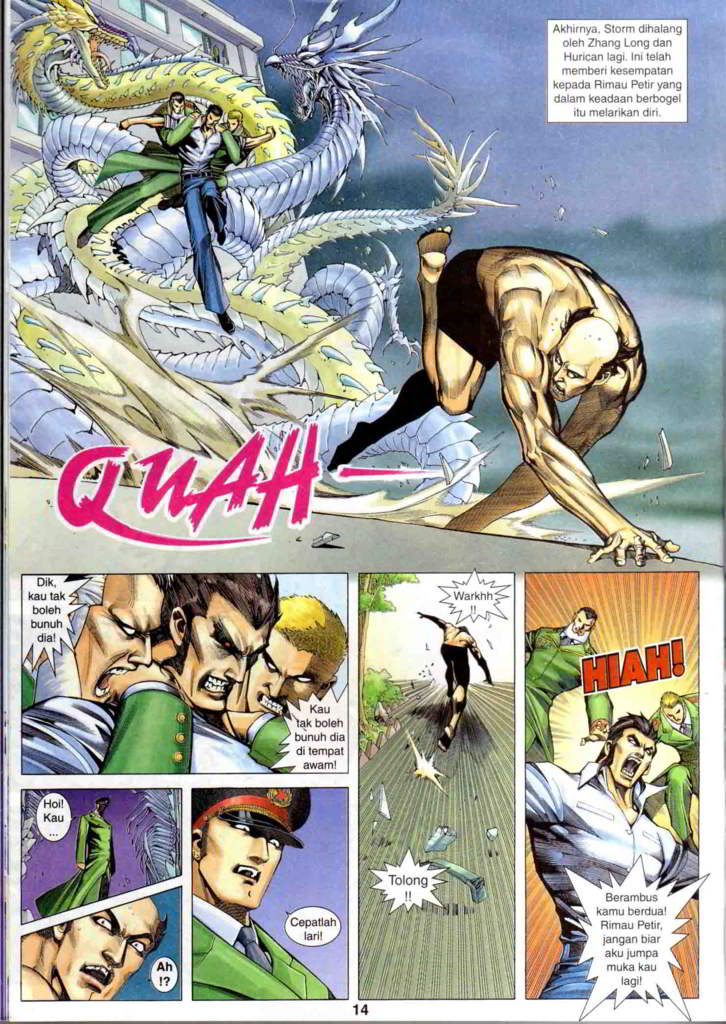 Akhirnya, Storm dihalang
oleh Zhang Long dan
Hurican lagi. Ini telah
memberi kesempatan
kepada Rimau Petir yang
dalam keadaan berbogel
itu melarikan diri.
QUAH
Dik,
kau tak
boleh
bunuh
dia!
Kau
tak boleh
bunuh dia
di tempat
awam!
Hoi!
Kau
...
Ah
!?
Cepatlah
lari!
Warkhh
!!
Tolong
!!
HIAH!
Berambus
kamu berdua!
Rimau Petir,
jangan biar
aku jumpa
muka kau
lagi!
14